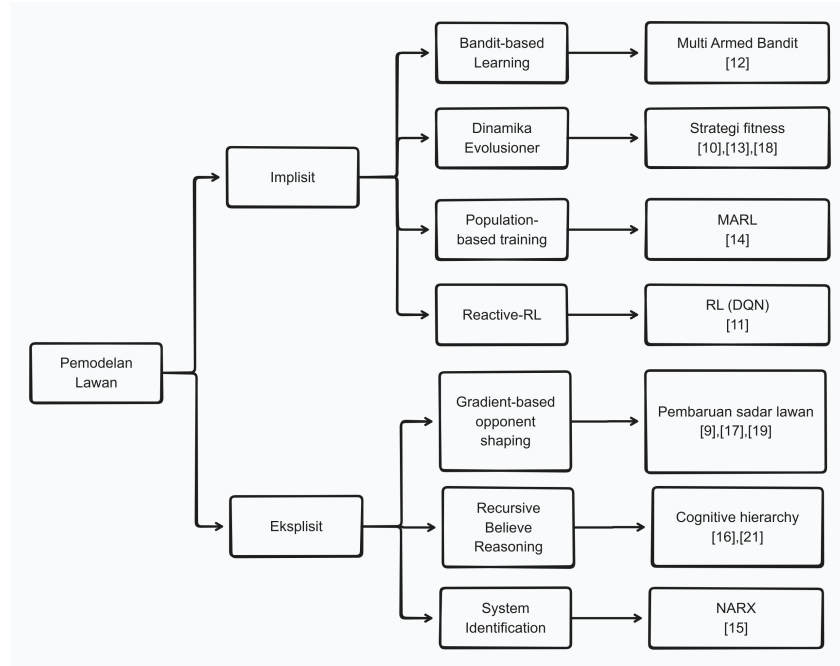 Pemodelan
Lawan
Implisit
Bandit-based
Learning
Multi Armed Bandit
[12]
Dinamika
Evolusioner
Strategi fitness
[10],[13],[18]
Population-
based training
MARL
[14]
Reactive-RL
RL (DQN)
[11]
Eksplisit
Gradient-based
opponent
shaping
Pembaruan sadar lawan
[9],[17],[19]
Recursive
Believe
Reasoning
Cognitive hierarchy
[16],[21]
System
Identification
NARX
[15]